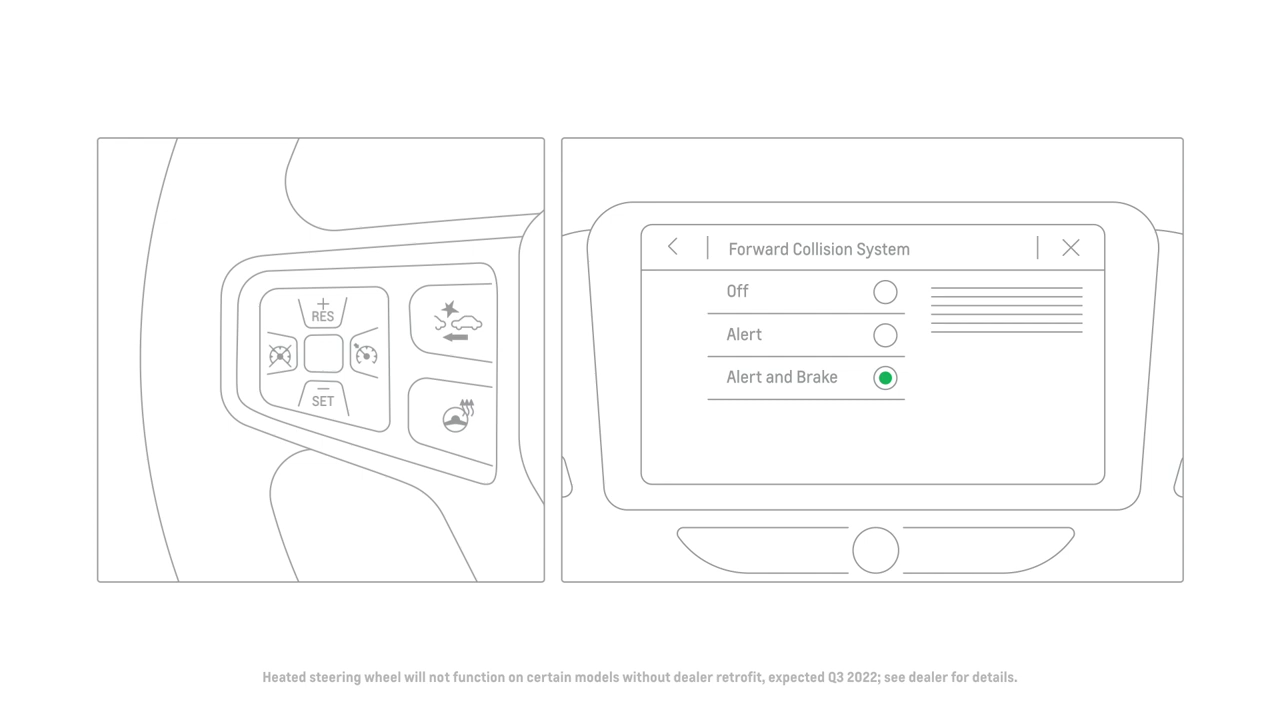 +
RES
−
SET
Forward Collision System
Off
Alert
Alert and Brake
Heated steering wheel will not function on certain models without dealer retrofit, expected Q3 2022; see dealer for details.